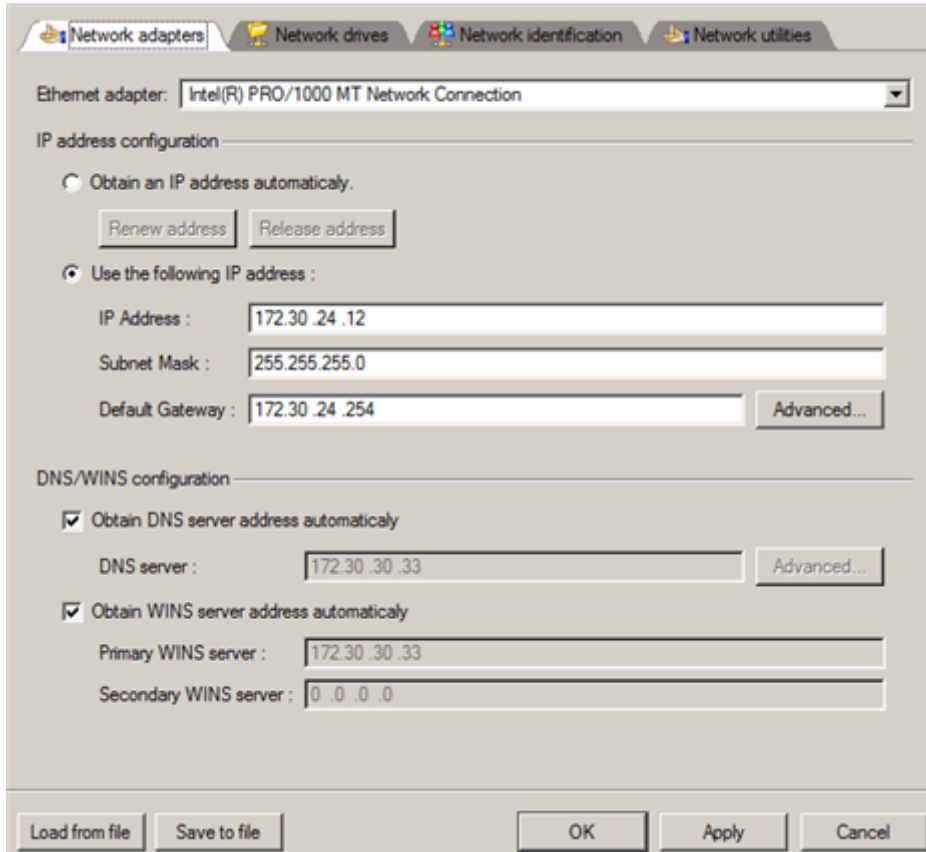 Network adapters Network drives Network identification Network utilities
Ethernet adapter: Intel(R) PRO/1000 MT Network Connection
IP address configuration
Obtain an IP address automaticaly.
Renew address Release address
Use the following IP address :
IP Address : 172.30 .24 .12
Subnet Mask : 255.255.255.0
Default Gateway : 172.30 .24 .254 Advanced...
DNS/WINS configuration
Obtain DNS server address automaticaly
DNS server : 172.30 .30 .33 Advanced...
Obtain WINS server address automaticaly
Primary WINS server : 172.30 .30 .33
Secondary WINS server : 0 .0 .0 .0
Load from file Save to file OK Apply Cancel